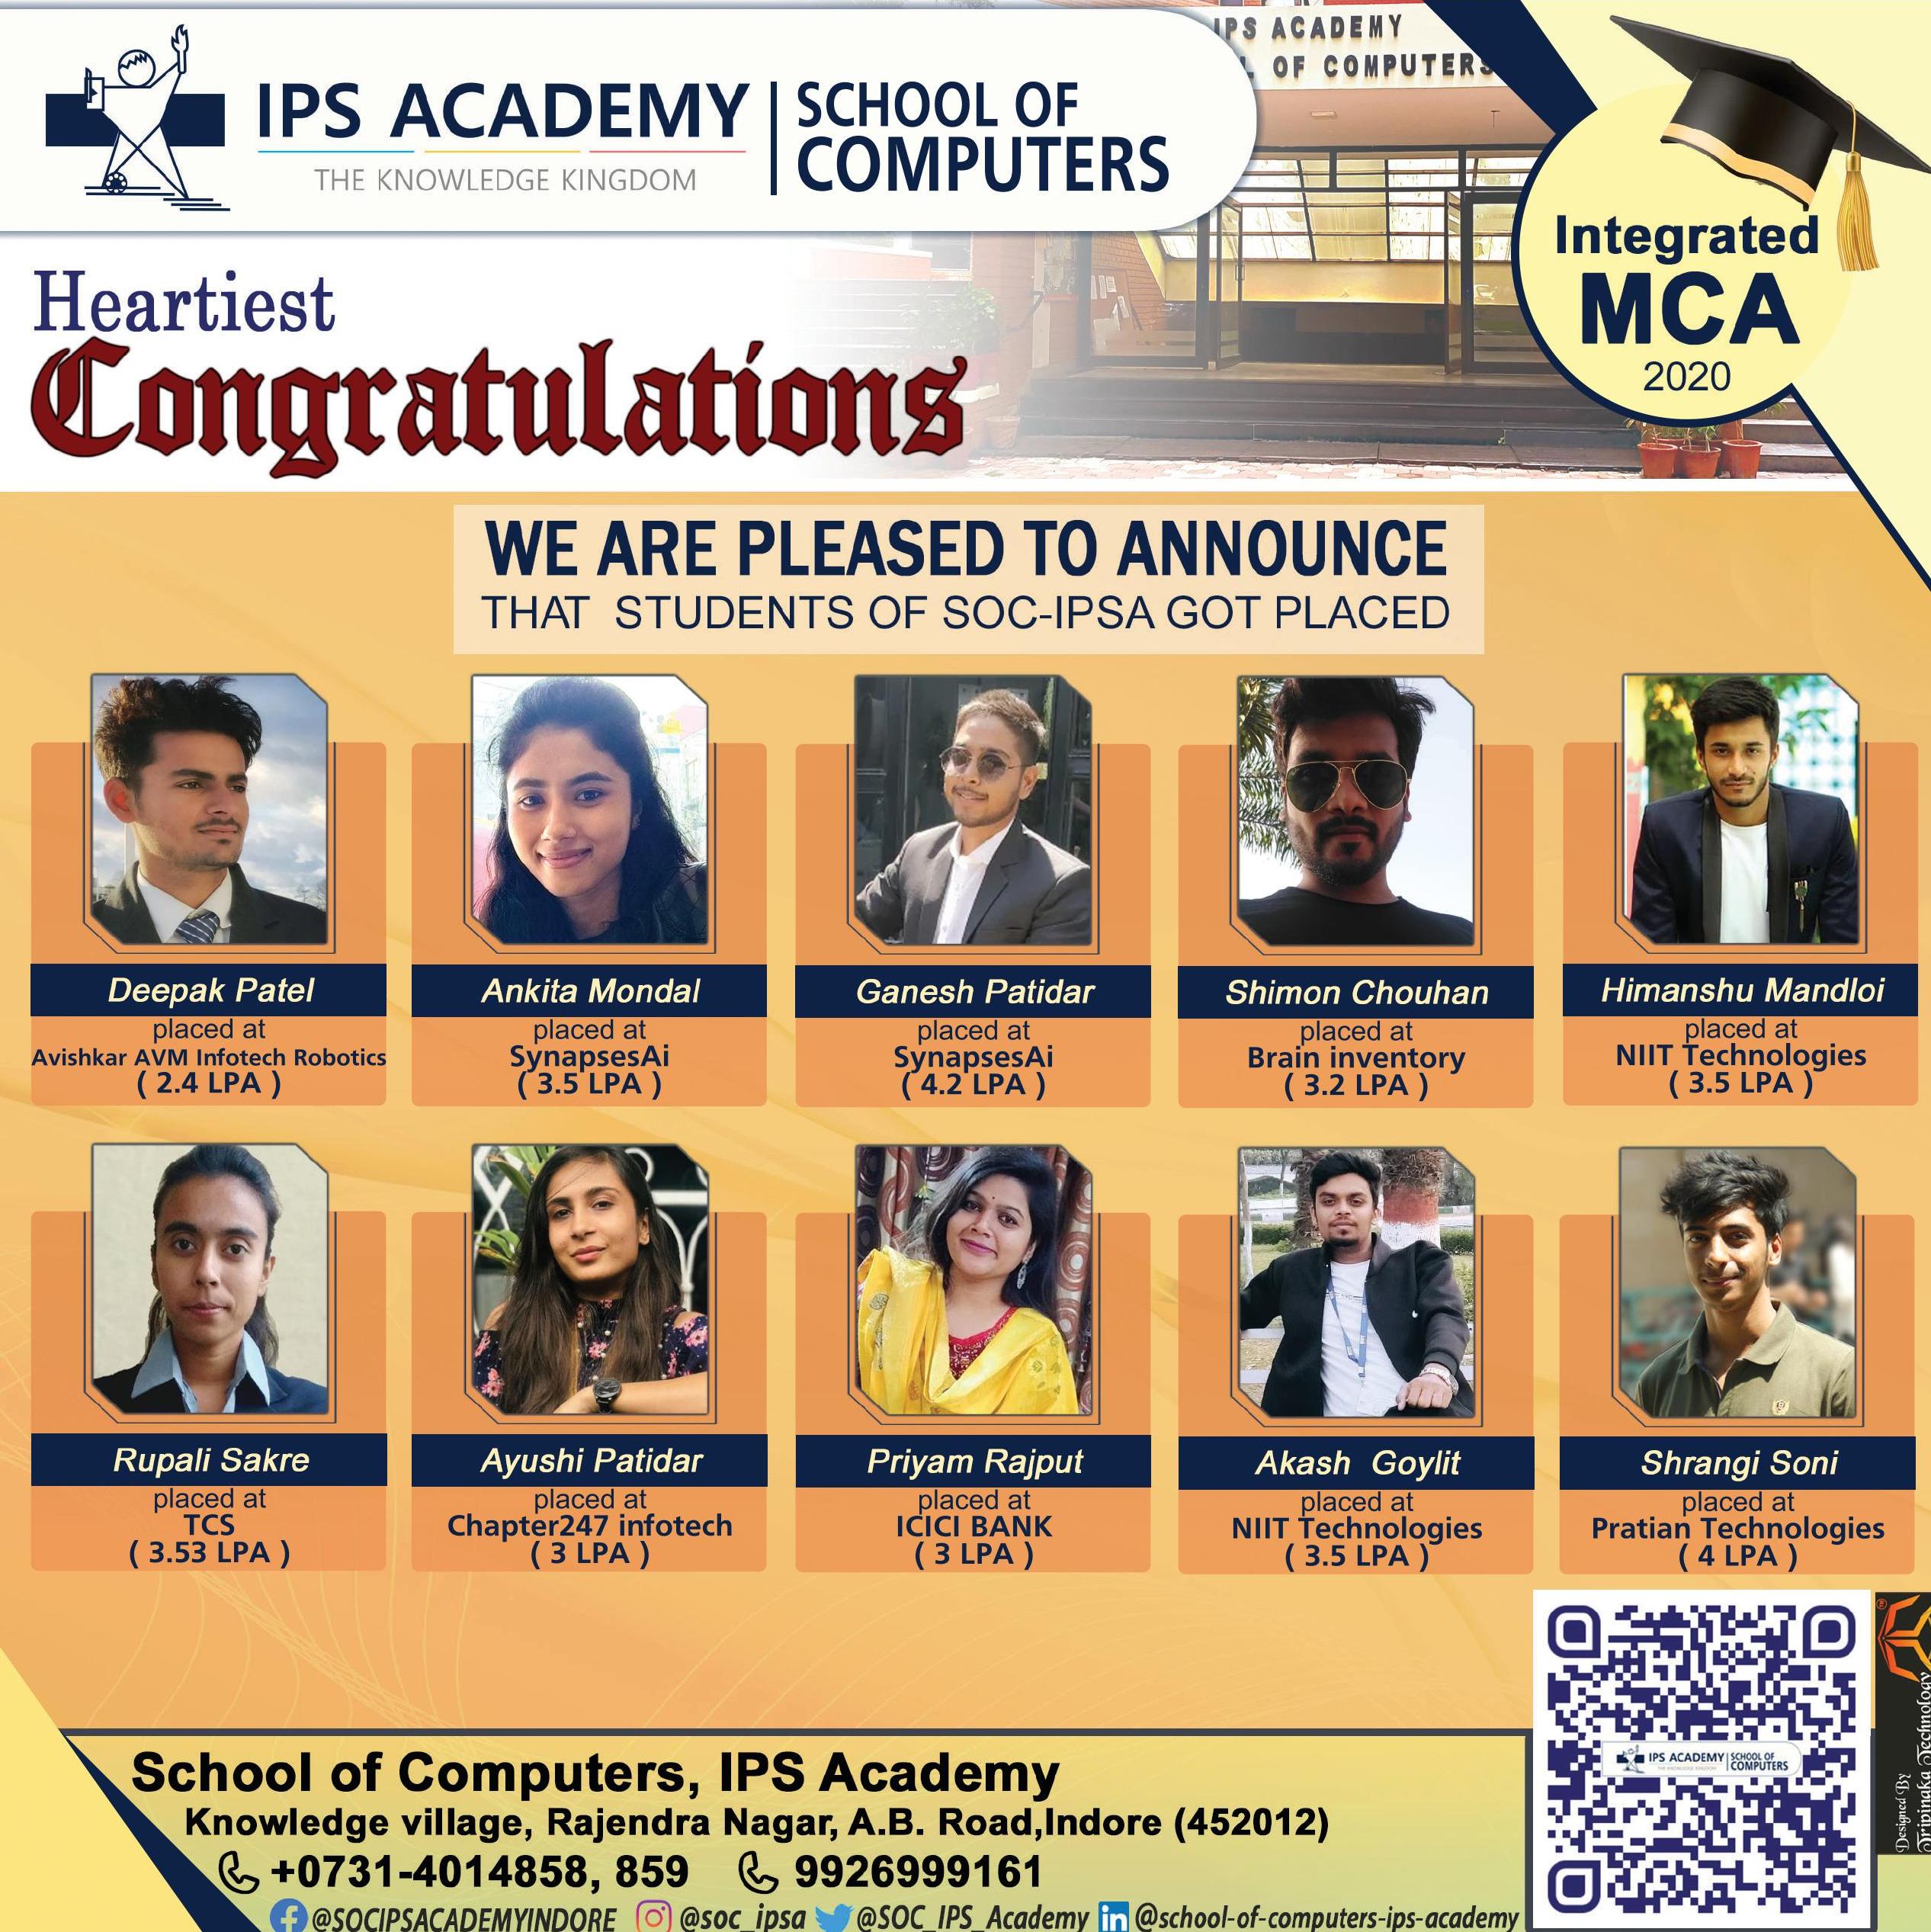 IPS ACADEMY
THE KNOWLEDGE KINGDOM
SCHOOL OF
COMPUTERS
IPS ACADEMY
L OF COMPUTERS
Integrated
MCA
2020
Heartiest
Congratulations
WE ARE PLEASED TO ANNOUNCE
THAT STUDENTS OF SOC-IPSA GOT PLACED
Deepak Patel
placed at
Avishkar AVM Infotech Robotics
( 2.4 LPA )
Ankita Mondal
placed at
SynapsesAi
( 3.5 LPA )
Ganesh Patidar
placed at
SynapsesAi
( 4.2 LPA )
Shimon Chouhan
placed at
Brain inventory
( 3.2 LPA )
Himanshu Mandloi
placed at
NIIT Technologies
( 3.5 LPA )
Rupali Sakre
placed at
TCS
( 3.53 LPA )
Ayushi Patidar
placed at
Chapter247 infotech
( 3 LPA )
Priyam Rajput
placed at
ICICI BANK
( 3 LPA )
Akash Goylit
placed at
NIIT Technologies
( 3.5 LPA )
Shrangi Soni
placed at
Pratian Technologies
( 4 LPA )
School of Computers, IPS Academy
Knowledge village, Rajendra Nagar, A.B. Road,Indore (452012)
+0731-4014858, 859 9926999161
@SOCIPSACADEMYINDORE @soc_ipsa @SOC_IPS_Academy in @school-of-computers-ips-academy
IPS ACADEMY
THE KNOWLEDGE KINGDOM
SCHOOL OF
COMPUTERS
Designed By
Tripinaka Technology